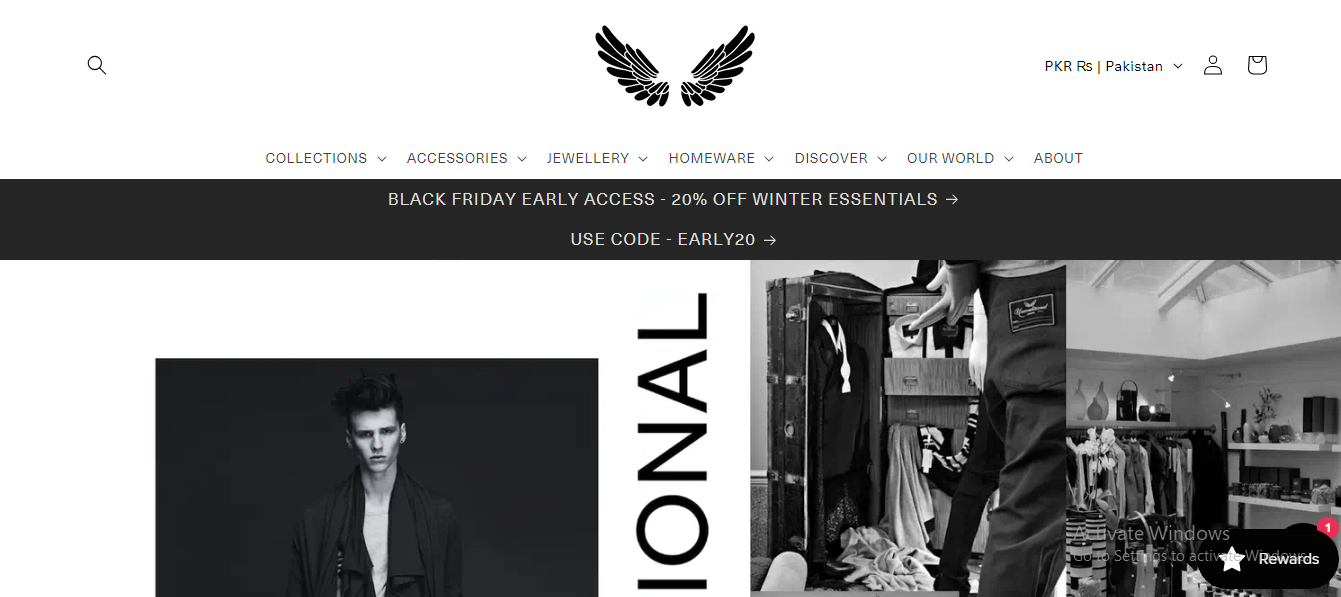 PKR ₨ | Pakistan
COLLECTIONS
ACCESSORIES
JEWELLERY
HOMEWARE
DISCOVER
OUR WORLD
ABOUT
BLACK FRIDAY EARLY ACCESS - 20% OFF WINTER ESSENTIALS →
USE CODE - EARLY20 →
IONAL
Activate Windows
Go to Settings to activate Windows.
1
Rewards